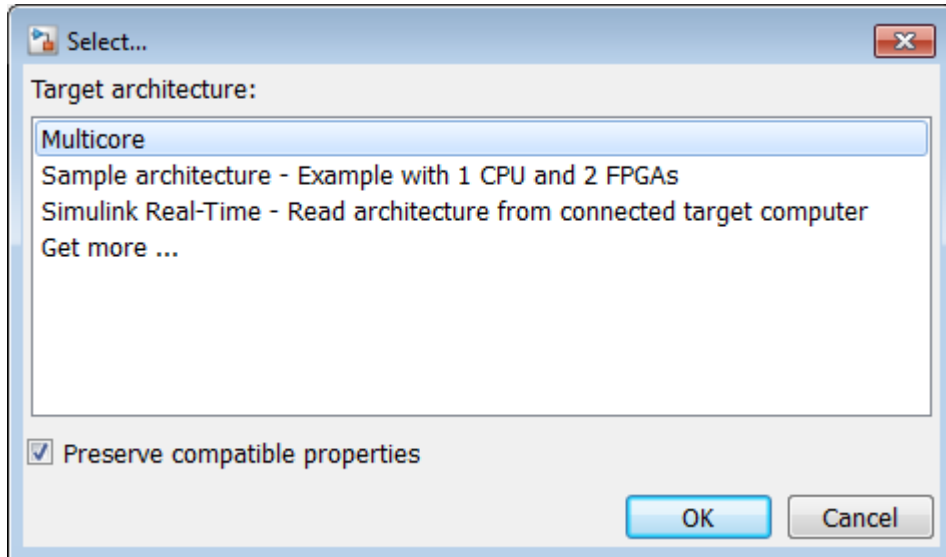 Select...
Target architecture:
Multicore
Sample architecture - Example with 1 CPU and 2 FPGAs
Simulink Real-Time - Read architecture from connected target computer
Get more ...
Preserve compatible properties
OK Cancel